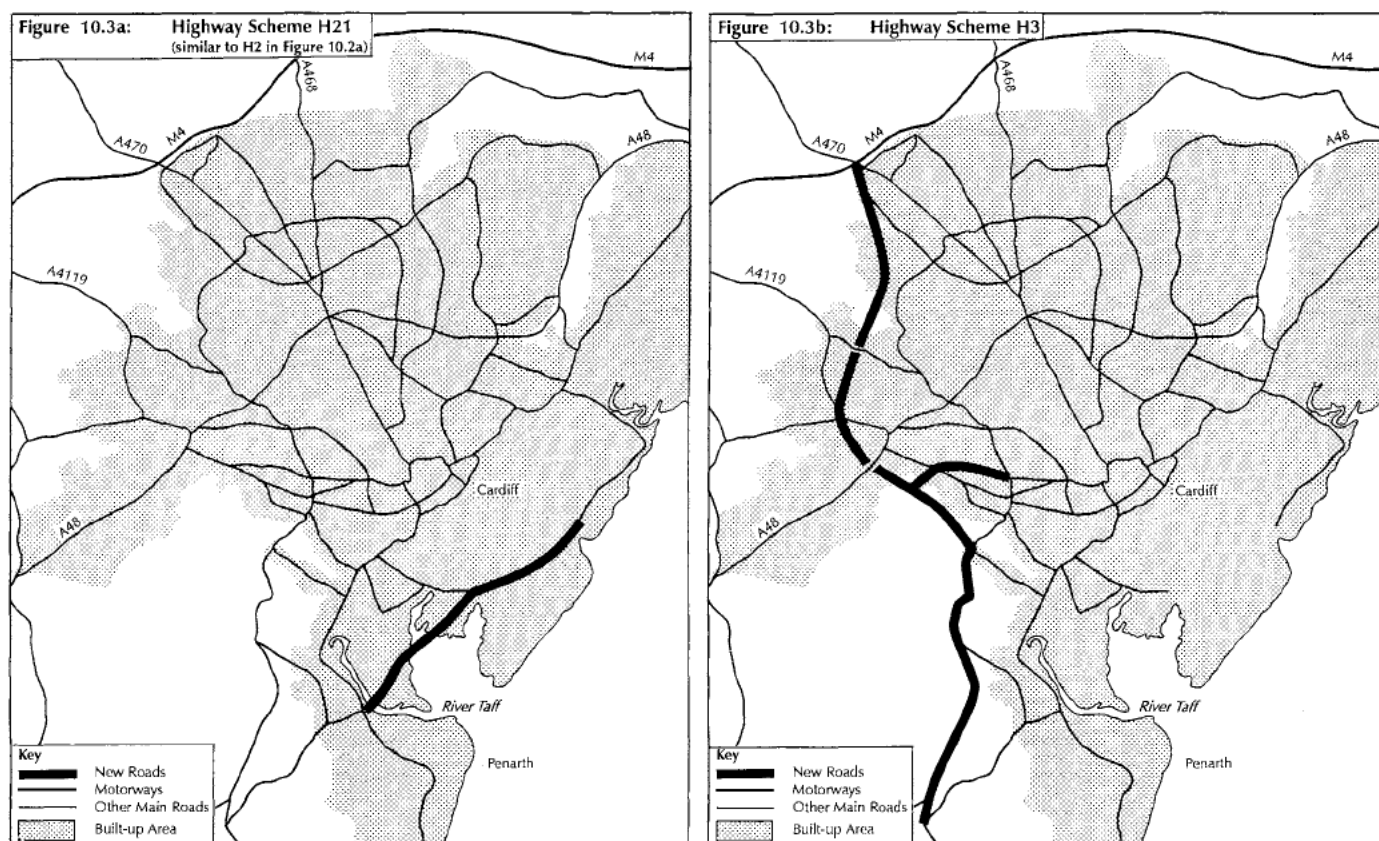 Figure 10.3a: Highway Scheme H21
(similar to H2 in Figure 10.2a)
M4
A468
A470
M4
A48
A4119
Cardiff
A48
River Taff
Penarth
Key
New Roads
Motorways
Other Main Roads
Built-up Area
Figure 10.3b: Highway Scheme H3
M4
A468
A470
M4
A48
A4119
Cardiff
A48
River Taff
Penarth
Key
New Roads
Motorways
Other Main Roads
Built-up Area